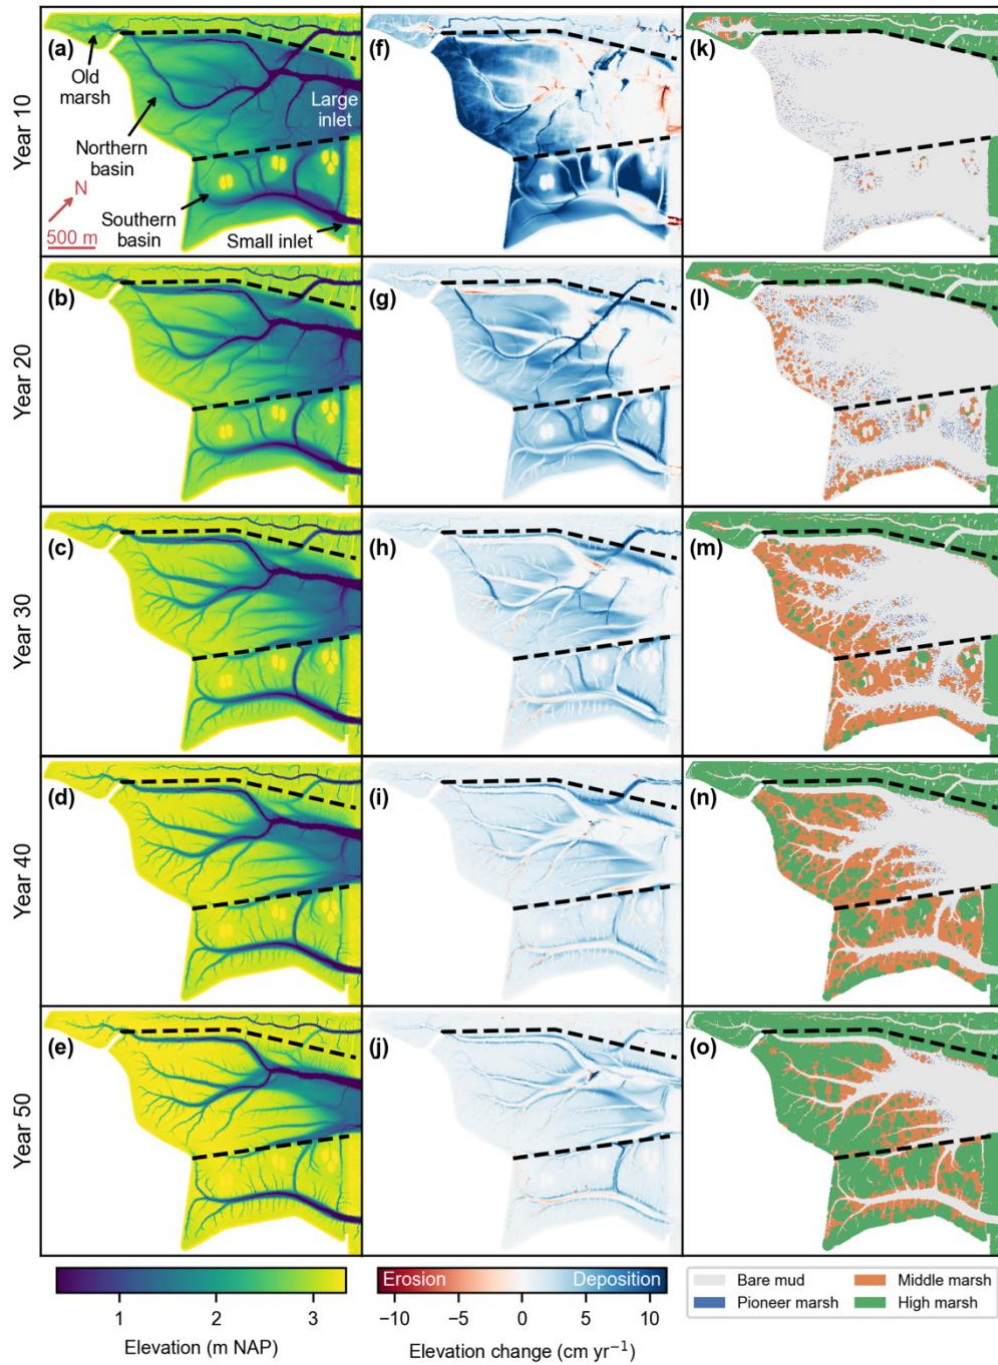 (a)
(f)
(k)
Old
marsh
Large
inlet
Northern
basin
N
Southern
basin
500 m
Small inlet
Year 10
(b)
(g)
(l)
Year 20
(c)
(h)
(m)
Year 30
(d)
(i)
(n)
Year 40
(e)
(j)
(o)
Year 50
Erosion Deposition
1 2 3
−10 −5 0 5 10
Elevation (m NAP)
Elevation change (cm yr⁻¹)
Bare mud
Middle marsh
Pioneer marsh
High marsh